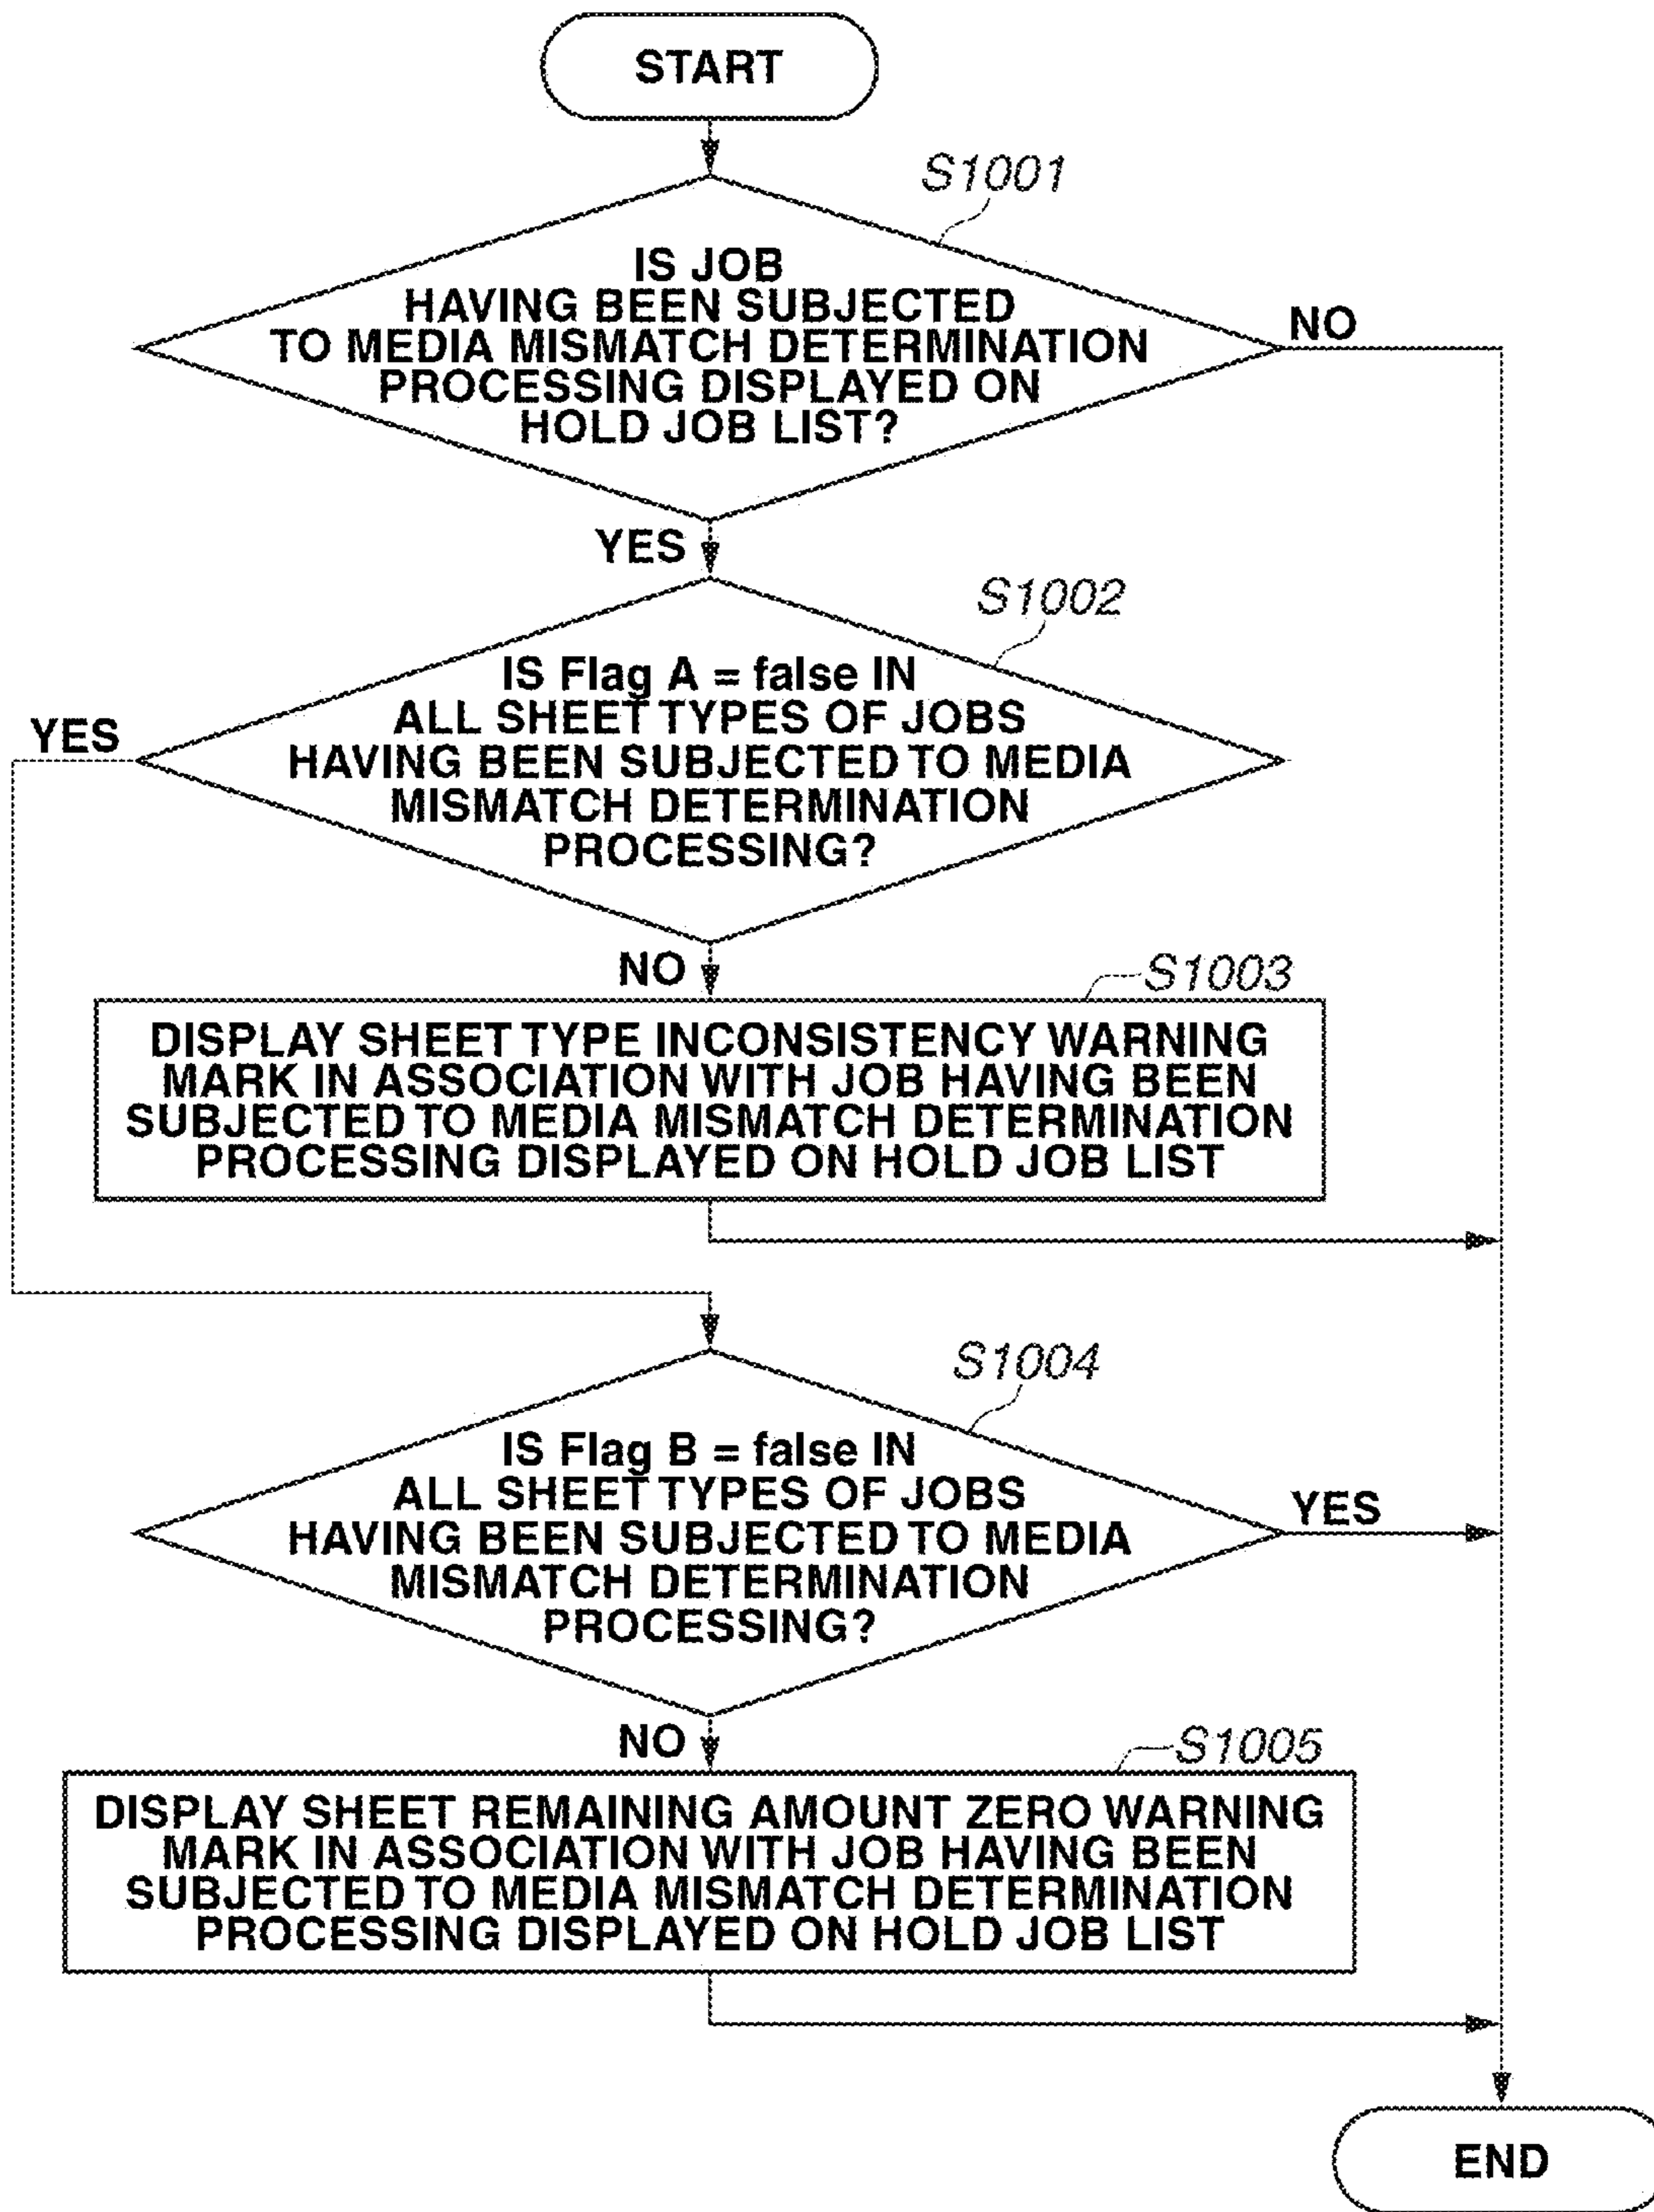 START
S1001
IS JOB
HAVING BEEN SUBJECTED
TO MEDIA MISMATCH DETERMINATION
PROCESSING DISPLAYED ON
HOLD JOB LIST?
NO
YES
S1002
IS Flag A = false IN
ALL SHEET TYPES OF JOBS
HAVING BEEN SUBJECTED TO MEDIA
MISMATCH DETERMINATION
PROCESSING?
YES
NO
S1003
DISPLAY SHEET TYPE INCONSISTENCY WARNING
MARK IN ASSOCIATION WITH JOB HAVING BEEN
SUBJECTED TO MEDIA MISMATCH DETERMINATION
PROCESSING DISPLAYED ON HOLD JOB LIST
S1004
IS Flag B = false IN
ALL SHEET TYPES OF JOBS
HAVING BEEN SUBJECTED TO MEDIA
MISMATCH DETERMINATION
PROCESSING?
YES
NO
S1005
DISPLAY SHEET REMAINING AMOUNT ZERO WARNING
MARK IN ASSOCIATION WITH JOB HAVING BEEN
SUBJECTED TO MEDIA MISMATCH DETERMINATION
PROCESSING DISPLAYED ON HOLD JOB LIST
END